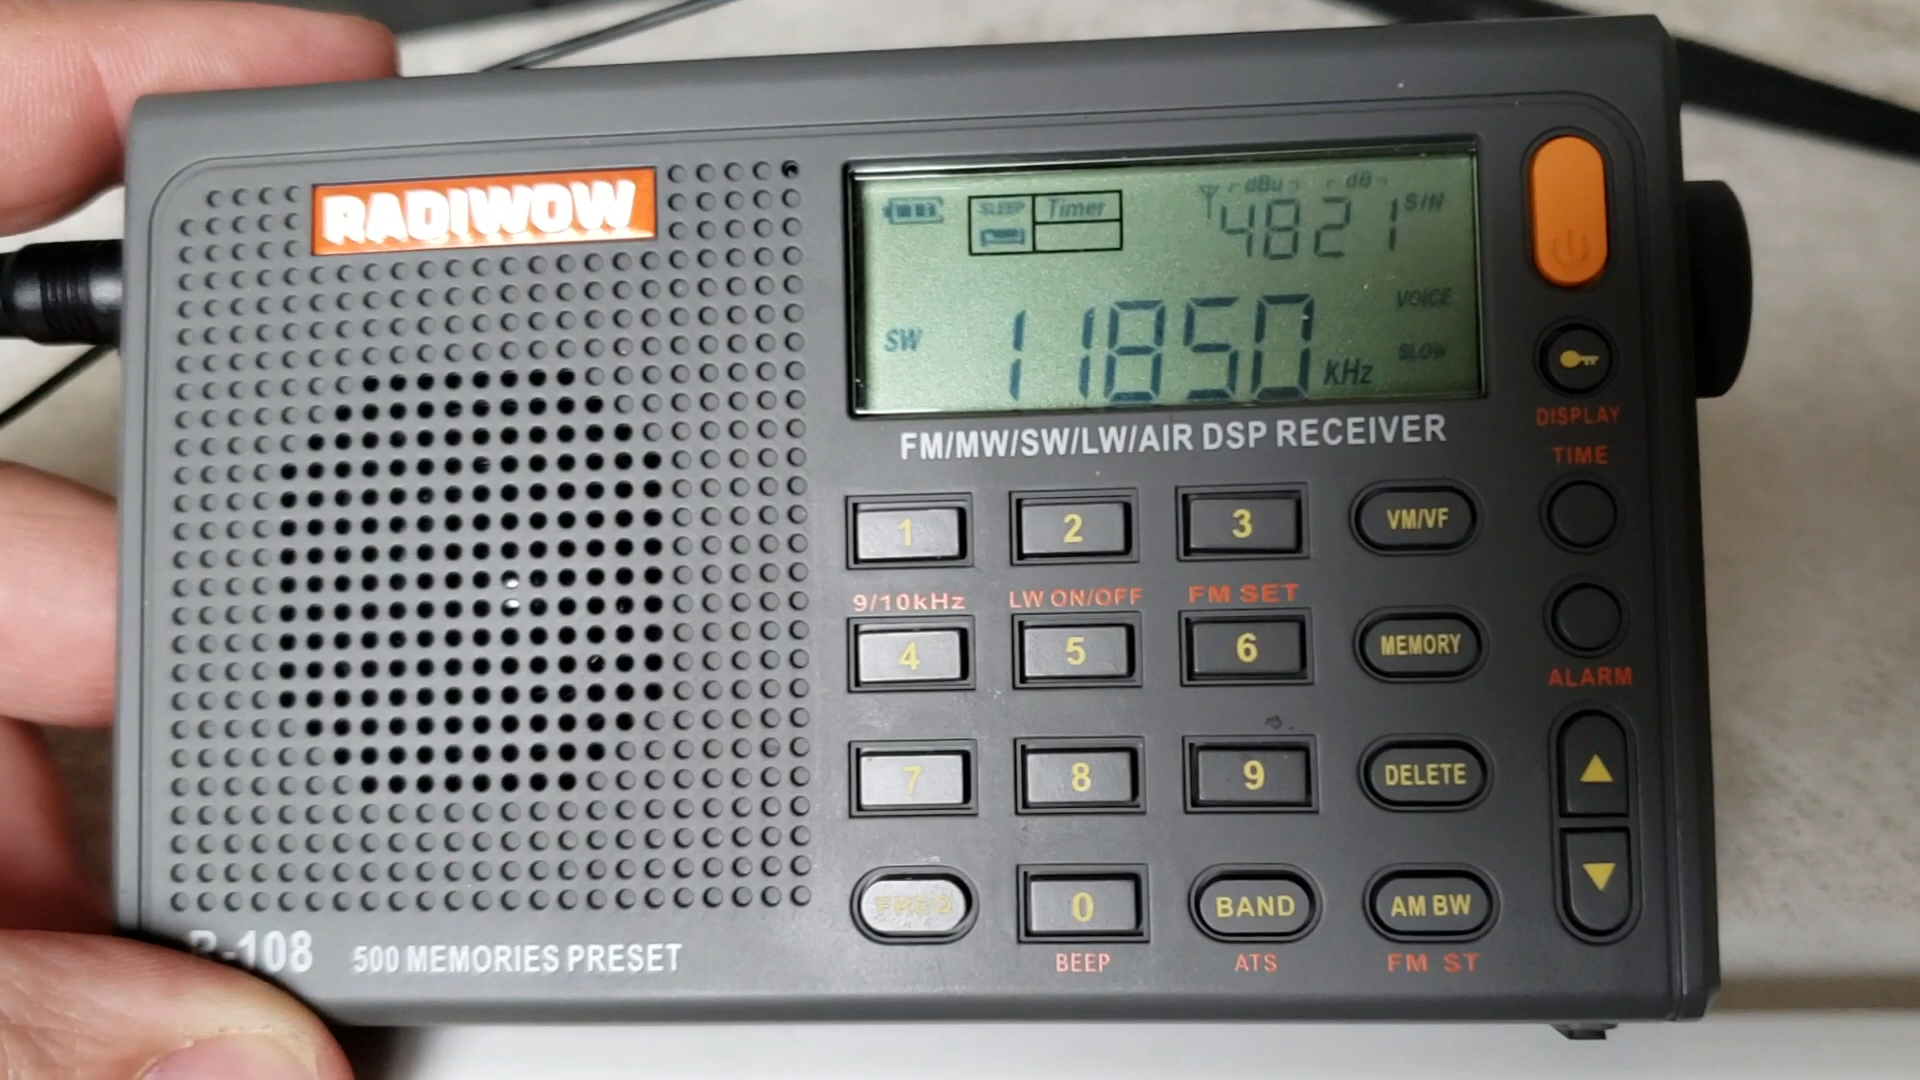 RADIWOW
SLEEP Timer
dBu dB
4821 S/N
VOICE
SW 11850 kHz
SLOW
FM/MW/SW/LW/AIR DSP RECEIVER
DISPLAY
TIME
1 2 3 VM/VF
9/10kHz LW ON/OFF FM SET
4 5 6 MEMORY
ALARM
7 8 9 DELETE
FREQ 0 BAND AM BW
BEEP ATS FM ST
R-108 500 MEMORIES PRESET